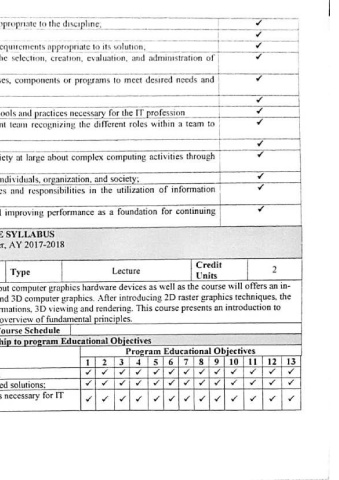 appropriate to the discipline; ✓
✓
equirements appropriate to its solution; ✓
he selection, creation, evaluation, and administration of ✓
ses, components or programs to meet desired needs and ✓
✓
ools and practices necessary for the IT profession ✓
nt team recognizing the different roles within a team to ✓
✓
iety at large about complex computing activities through ✓
ndividuals, organization, and society; ✓
es and responsibilities in the utilization of information ✓
l improving performance as a foundation for continuing ✓
E SYLLABUS
er, AY 2017-2018
Type Lecture Credit Units 2
out computer graphics hardware devices as well as the course will offers an in-
nd 3D computer graphics. After introducing 2D raster graphics techniques, the
rmations, 3D viewing and rendering. This course presents an introduction to
overview of fundamental principles.
Course Schedule
hip to program Educational Objectives
Program Educational Objectives
1 2 3 4 5 6 7 8 9 10 11 12 13
✓ ✓ ✓ ✓ ✓ ✓ ✓ ✓ ✓ ✓ ✓ ✓ ✓
ed solutions; ✓ ✓ ✓ ✓ ✓ ✓ ✓ ✓ ✓ ✓ ✓ ✓ ✓
s necessary for IT ✓ ✓ ✓ ✓ ✓ ✓ ✓ ✓ ✓ ✓ ✓ ✓ ✓